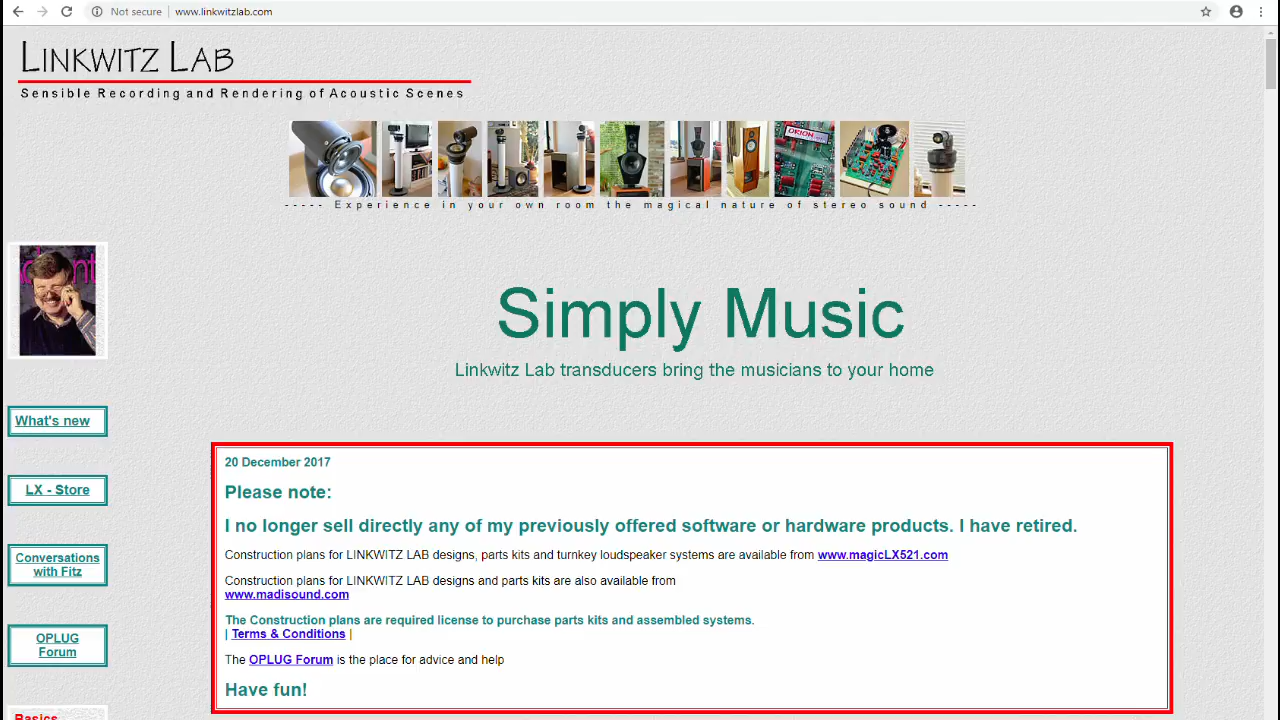 Not secure | www.linkwitzlab.com
LINKWITZ LAB
Sensible Recording and Rendering of Acoustic Scenes
ORION
----- Experience in your own room the magical nature of stereo sound -----
Simply Music
Linkwitz Lab transducers bring the musicians to your home
What's new
LX - Store
Conversations
with Fitz
OPLUG
Forum
Basics
20 December 2017
Please note:
I no longer sell directly any of my previously offered software or hardware products. I have retired.
Construction plans for LINKWITZ LAB designs, parts kits and turnkey loudspeaker systems are available from www.magicLX521.com
Construction plans for LINKWITZ LAB designs and parts kits are also available from
www.madisound.com
The Construction plans are required license to purchase parts kits and assembled systems.
| Terms & Conditions |
The OPLUG Forum is the place for advice and help
Have fun!